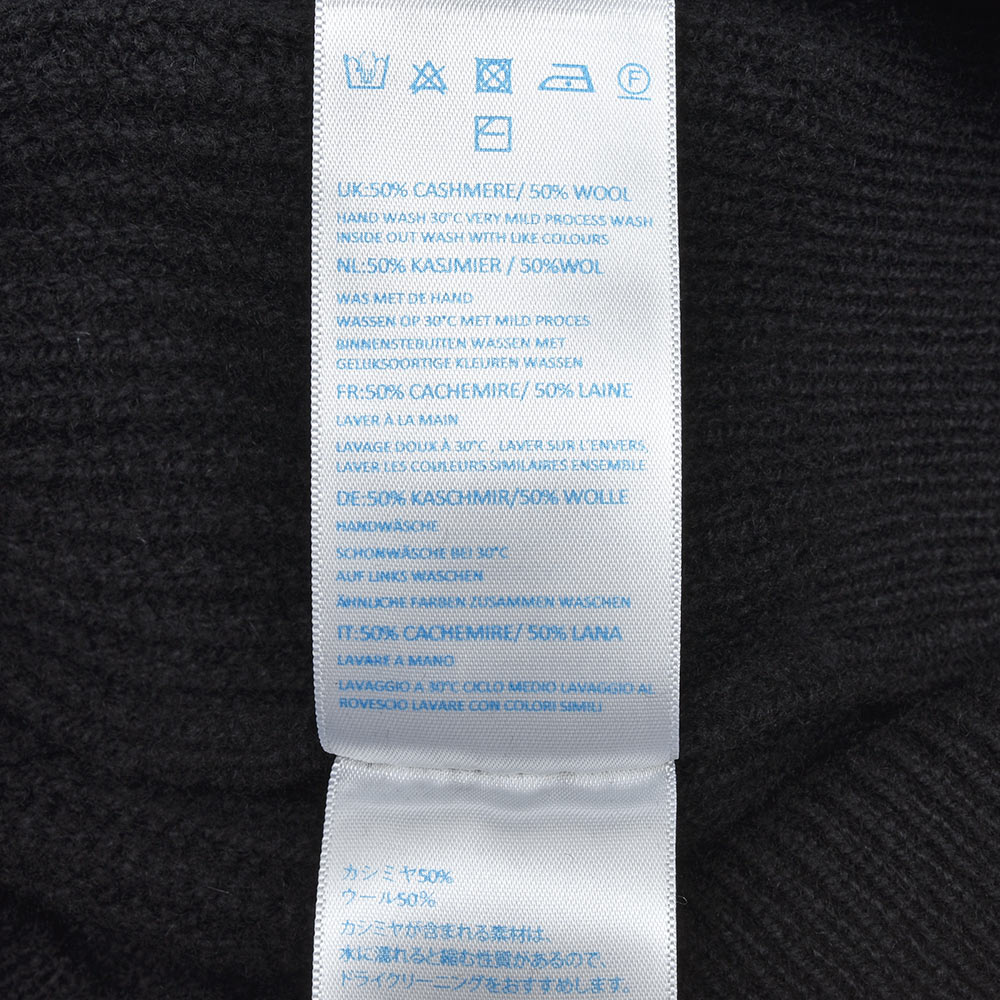 F
UK:50% CASHMERE/ 50% WOOL
HAND WASH 30°C VERY MILD PROCESS WASH
INSIDE OUT WASH WITH LIKE COLOURS
NL:50% KASJMIER / 50%WOL
WAS MET DE HAND
WASSEN OP 30°C MET MILD PROCES
BINNENSTEBUITEN WASSEN MET
GELIJKSOORTIGE KLEUREN WASSEN
FR:50% CACHEMIRE/ 50% LAINE
LAVER À LA MAIN
LAVAGE DOUX À 30°C , LAVER SUR L'ENVERS,
LAVER LES COULEURS SIMILAIRES ENSEMBLE
DE:50% KASCHMIR/50% WOLLE
HANDWÄSCHE
SCHONWÄSCHE BEI 30°C
AUF LINKS WASCHEN
ÄHNLICHE FARBEN ZUSAMMEN WASCHEN
IT:50% CACHEMIRE/ 50% LANA
LAVARE A MANO
LAVAGGIO A 30°C CICLO MEDIO LAVAGGIO AL
ROVESCIO LAVARE CON COLORI SIMILI
カシミヤ50%
ウール50%
カシミヤが含まれる素材は、
水に濡れると縮む性質があるので、
ドライクリーニングをおすすめします。